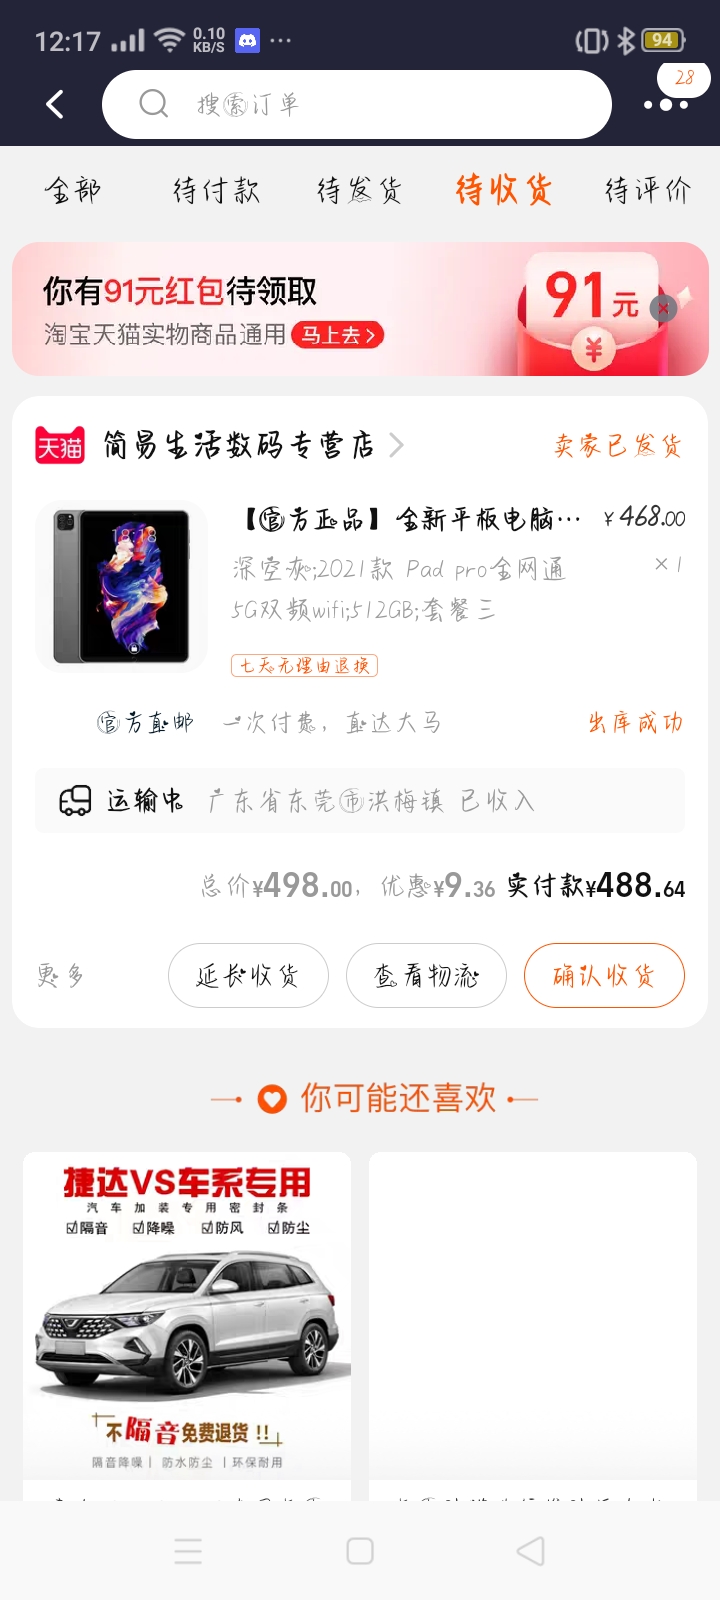 12:17 0.10 KB/S 94
搜索订单
28
全部 待付款 待发货 待收货 待评价
你有91元红包待领取
淘宝天猫实物商品通用 马上去
91元
¥
天猫 简易生活数码专营店 卖家已发货
【官方正品】全新平板电脑… ¥468.00
深空灰;2021款 Pad pro全网通 ×1
5G双频wifi;512GB;套餐三
七天无理由退换
官方直邮 一次付费，直达大马 出库成功
运输中 广东省东莞市洪梅镇 已收入
总价¥498.00，优惠¥9.36 实付款¥488.64
更多 延长收货 查看物流 确认收货
你可能还喜欢
捷达VS车系专用
汽车加装专用密封条
☑隔音 ☑降噪 ☑防风 ☑防尘
不隔音免费退货 !!
隔音降噪 | 防水防尘 | 环保耐用